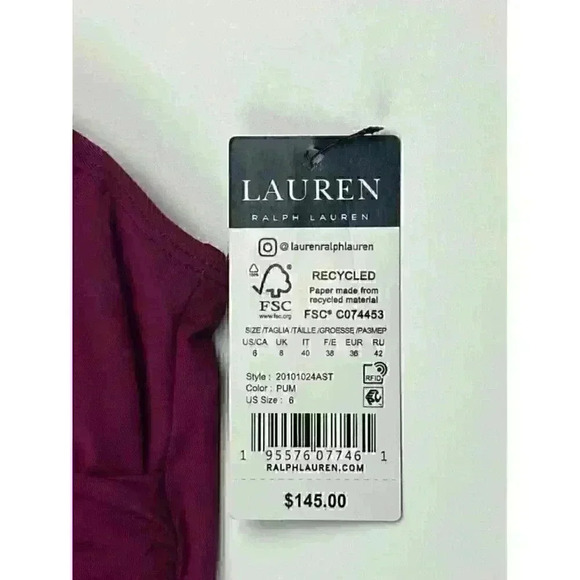 LAUREN
RALPH LAUREN
@ laurenralphlauren
RECYCLED
Paper made from
recycled material
FSC
www.fsc.org
FSC® C074453
SIZE/TAGLIA/TAILLE/GROESSE/РАЗМЕР
US/CA UK IT F/E EUR RU
6 8 40 38 36 42
Style : 20101024AST
Color : PUM
US Size : 6
RFID
1 95576 07746 1
RALPHLAUREN.COM
$145.00